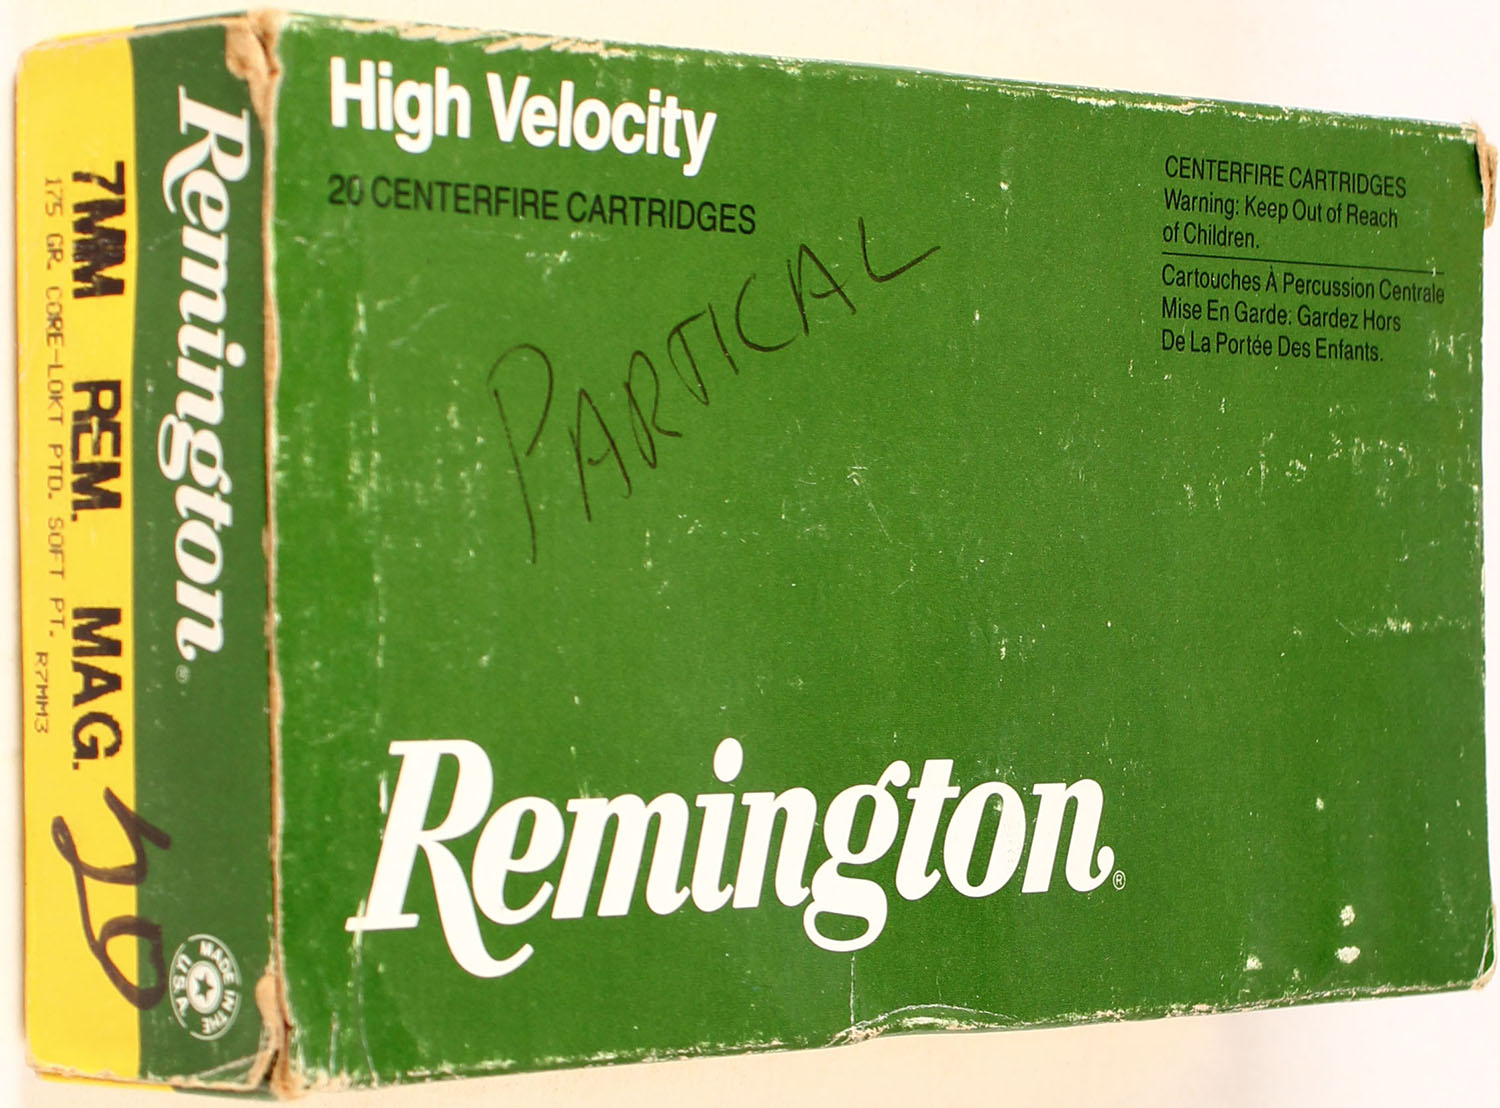 High Velocity
20 CENTERFIRE CARTRIDGES
CENTERFIRE CARTRIDGES
Warning: Keep Out of Reach
of Children.
Cartouches À Percussion Centrale
Mise En Garde: Gardez Hors
De La Portée Des Enfants.
PARTICAL
Remington®
Remington®
7MM REM. MAG.
175 GR. CORE-LOKT PTD. SOFT PT. R7MM3
MADE IN THE U.S.A.